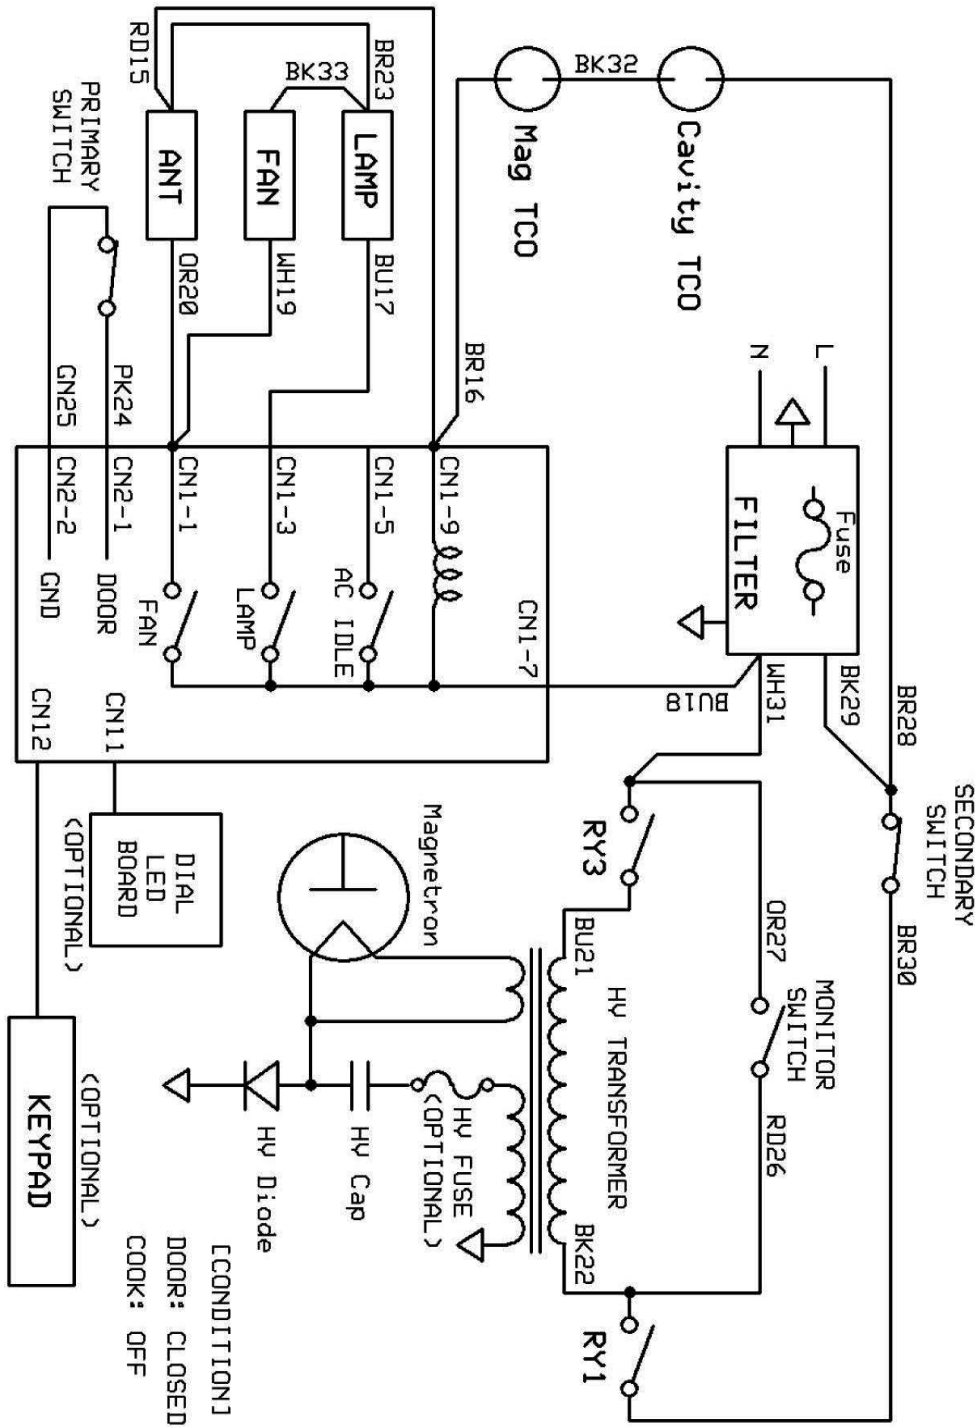 SECONDARY
SWITCH
BR28
BR30
BK29
L
N
Fuse
FILTER
WH31
BU18
Cavity TCO
BK32
Mag TCO
BR16
OR27
MONITOR
SWITCH
RD26
RY3
RY1
BU21
HV TRANSFORMER
BK22
BR23
BK33
RD15
LAMP
FAN
ANT
BU17
WH19
OR20
PRIMARY
SWITCH
PK24
GN25
CN1-7
CN1-9
CN1-5
AC IDLE
CN1-3
LAMP
CN1-1
FAN
CN2-1
DOOR
CN2-2
GND
CN11
CN12
Magnetron
HV FUSE
(OPTIONAL)
HV Cap
HV Diode
DIAL
LED
BOARD
(OPTIONAL)
KEYPAD
(OPTIONAL)
[CONDITION]
DOOR: CLOSED
COOK: OFF